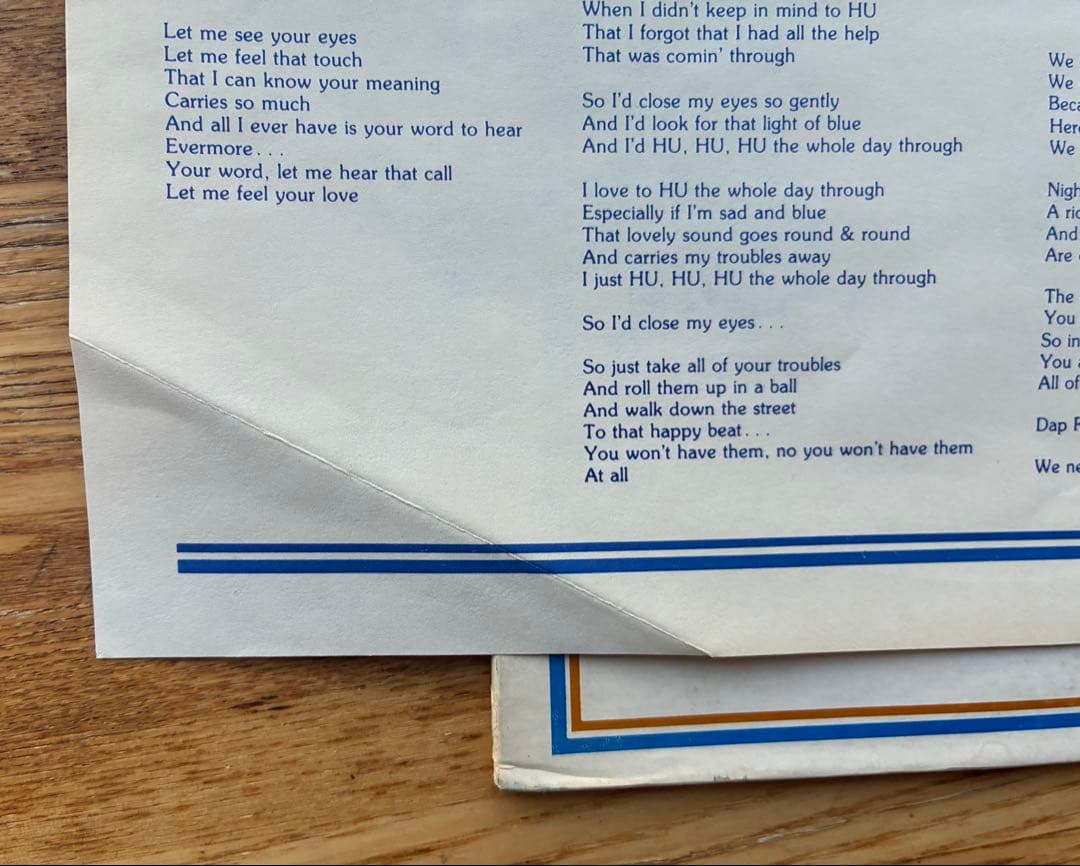 Let me see your eyes
Let me feel that touch
That I can know your meaning
Carries so much
And all I ever have is your word to hear
Evermore...
Your word, let me hear that call
Let me feel your love
When I didn't keep in mind to HU
That I forgot that I had all the help
That was comin' through
So I'd close my eyes so gently
And I'd look for that light of blue
And I'd HU, HU, HU the whole day through
I love to HU the whole day through
Especially if I'm sad and blue
That lovely sound goes round & round
And carries my troubles away
I just HU, HU, HU the whole day through
So I'd close my eyes...
So just take all of your troubles
And roll them up in a ball
And walk down the street
To that happy beat...
You won't have them, no you won't have them
At all
We
We
We
A
And
Are
The
You
So
You
All of
Dap
We